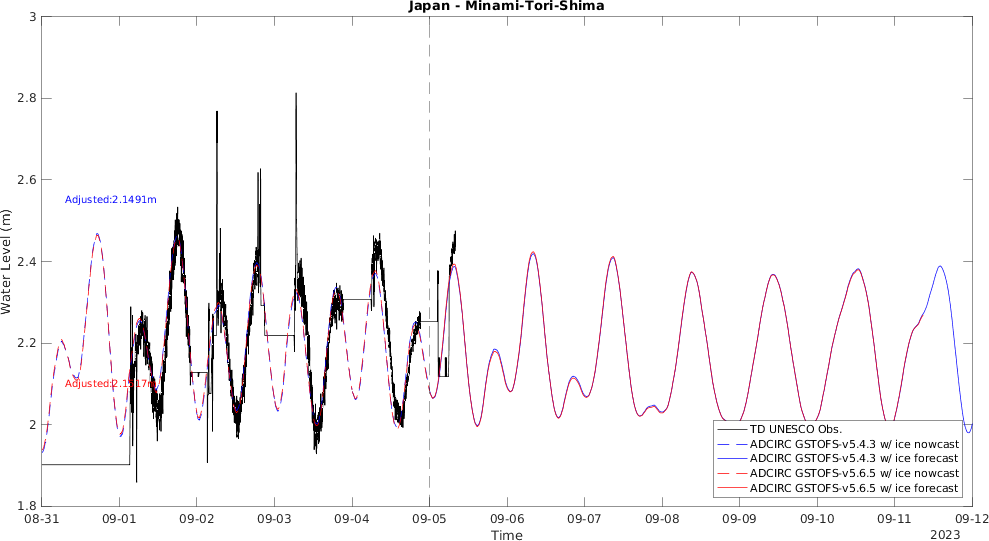 Japan - Minami-Tori-Shima
Water Level (m)
3
2.8
2.6
2.4
2.2
2
1.8
Adjusted:2.1491m
TD UNESCO Obs.
ADCIRC GSTOFS-v5.4.3 w/ ice nowcast
ADCIRC GSTOFS-v5.4.3 w/ ice forecast
ADCIRC GSTOFS-v5.6.5 w/ ice nowcast
ADCIRC GSTOFS-v5.6.5 w/ ice forecast
08-31 09-01 09-02 09-03 09-04 09-05 09-06 09-07 09-08 09-09 09-10 09-11 09-12
Time
2023